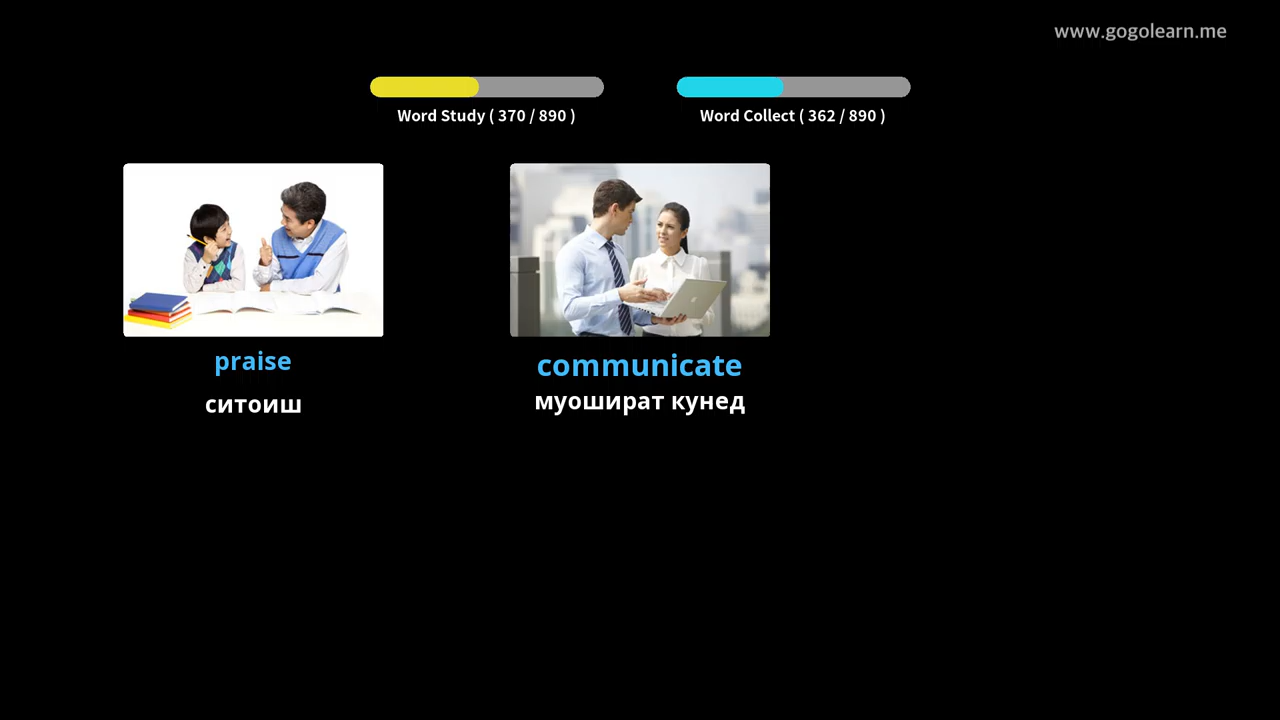 www.gogolearn.me
Word Study ( 370 / 890 )
Word Collect ( 362 / 890 )
praise
ситоиш
communicate
муошират кунед